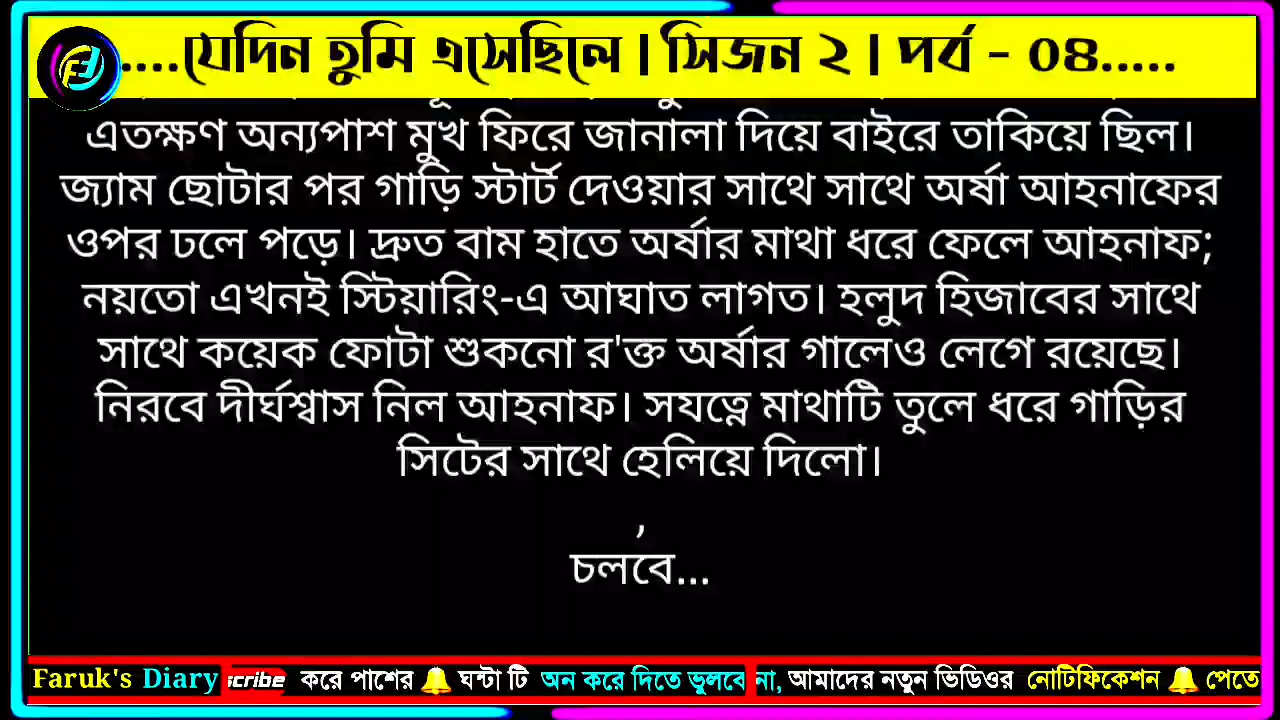 ....যেদিন তুমি এসেছিলে | সিজন ২ | পর্ব - 08.....
এতক্ষণ অন্যপাশ মুখ ফিরে জানালা দিয়ে বাইরে তাকিয়ে ছিল।
জ্যাম ছোটার পর গাড়ি স্টার্ট দেওয়ার সাথে সাথে অর্ষা আহনাফের
ওপর ঢলে পড়ে। দ্রুত বাম হাতে অর্ষার মাথা ধরে ফেলে আহনাফ;
নয়তো এখনই স্টিয়ারিং-এ আঘাত লাগত। হলুদ হিজাবের সাথে
সাথে কয়েক ফোটা শুকনো র'ক্ত অর্ষার গালেও লেগে রয়েছে।
নিরবে দীর্ঘশ্বাস নিল আহনাফ। সযত্নে মাথাটি তুলে ধরে গাড়ির
সিটের সাথে হেলিয়ে দিলো।
,
চলবে...
Faruk's Diary scribe করে পাশের 🔔 ঘন্টা টি অন করে দিতে ভুলবেন না, আমাদের নতুন ভিডিওর নোটিফিকেশন 🔔 পেতে